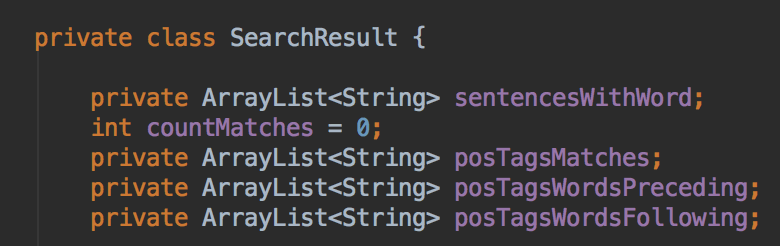 private class SearchResult {
private ArrayList<String> sentencesWithWord;
int countMatches = 0;
private ArrayList<String> posTagsMatches;
private ArrayList<String> posTagsWordsPreceding;
private ArrayList<String> posTagsWordsFollowing;